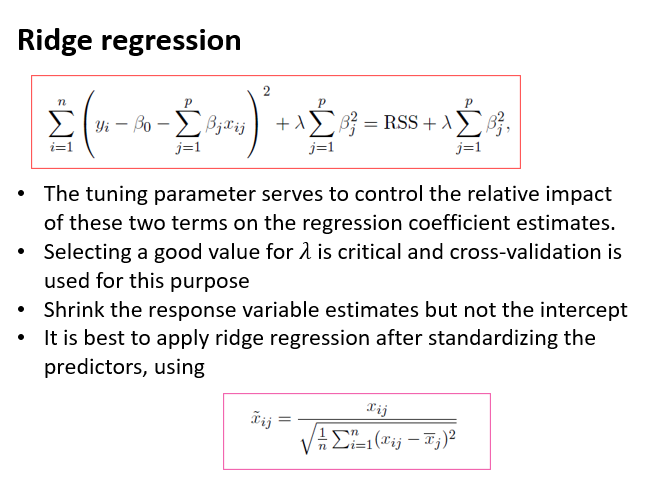 Ridge regression
$$\sum_{i=1}^{n}\left(y_i-\beta_0-\sum_{j=1}^{p}\beta_j x_{ij}\right)^2+\lambda\sum_{j=1}^{p}\beta_j^2=\text{RSS}+\lambda\sum_{j=1}^{p}\beta_j^2,$$
• The tuning parameter serves to control the relative impact
of these two terms on the regression coefficient estimates.
• Selecting a good value for λ is critical and cross-validation is
used for this purpose
• Shrink the response variable estimates but not the intercept
• It is best to apply ridge regression after standardizing the
predictors, using
$$\tilde{x}_{ij}=\frac{x_{ij}}{\sqrt{\frac{1}{n}\sum_{i=1}^{n}(x_{ij}-\overline{x}_j)^2}}$$